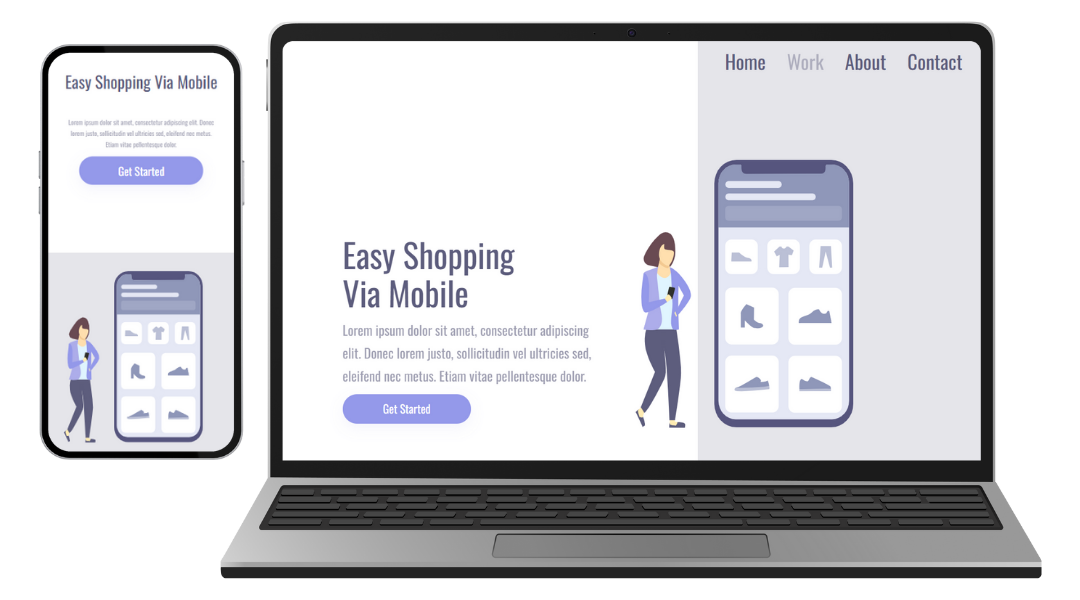 Easy Shopping Via Mobile
Lorem ipsum dolor sit amet, consectetur adipiscing elit. Donec
lorem justo, sollicitudin vel ultricies sed, eleifend nec metus.
Etiam vitae pellentesque dolor.
Get Started
Home Work About Contact
Easy Shopping
Via Mobile
Lorem ipsum dolor sit amet, consectetur adipiscing
elit. Donec lorem justo, sollicitudin vel ultricies sed,
eleifend nec metus. Etiam vitae pellentesque dolor.
Get Started